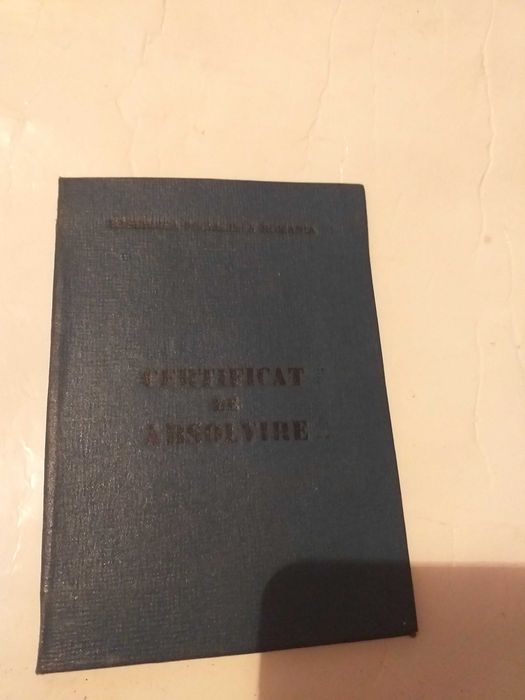 REPUBLICA POPULARĂ ROMÂNĂ
CERTIFICAT
DE
ABSOLVIRE